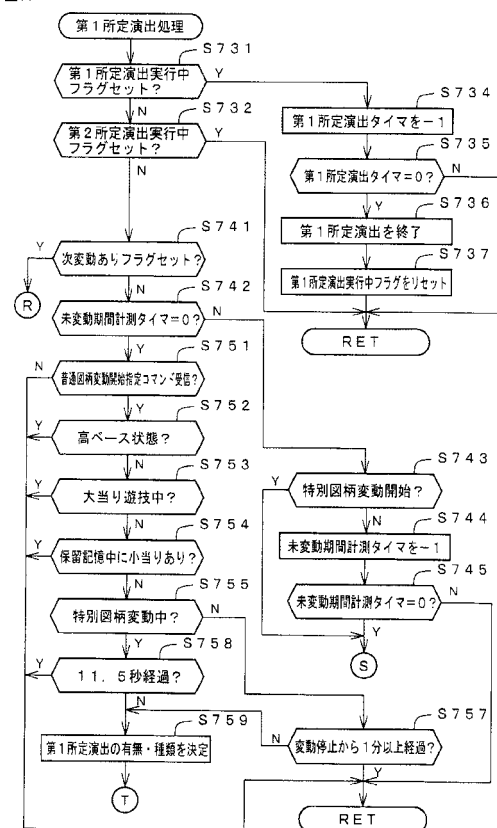 第1所定演出処理
S731
第1所定演出実行中
フラグセット?
Y
N
S732
第2所定演出実行中
フラグセット?
Y
N
S734
第1所定演出タイマを-1
S735
第1所定演出タイマ=0?
N
Y
S736
第1所定演出を終了
S737
第1所定演出実行中フラグをリセット
RET
S741
次変動ありフラグセット?
Y
N
R
S742
未変動期間計測タイマ=0?
N
Y
S751
普通図柄変動開始指定コマンド受信?
N
Y
S752
高ベース状態?
Y
N
S753
大当り遊技中?
Y
N
S754
保留記憶中に小当りあり?
Y
N
S755
特別図柄変動中?
N
Y
S758
11.5秒経過?
Y
N
S759
第1所定演出の有無・種類を決定
T
S743
特別図柄変動開始?
Y
N
S744
未変動期間計測タイマを-1
S745
未変動期間計測タイマ=0?
N
Y
S
S757
変動停止から1分以上経過?
N
Y
RET